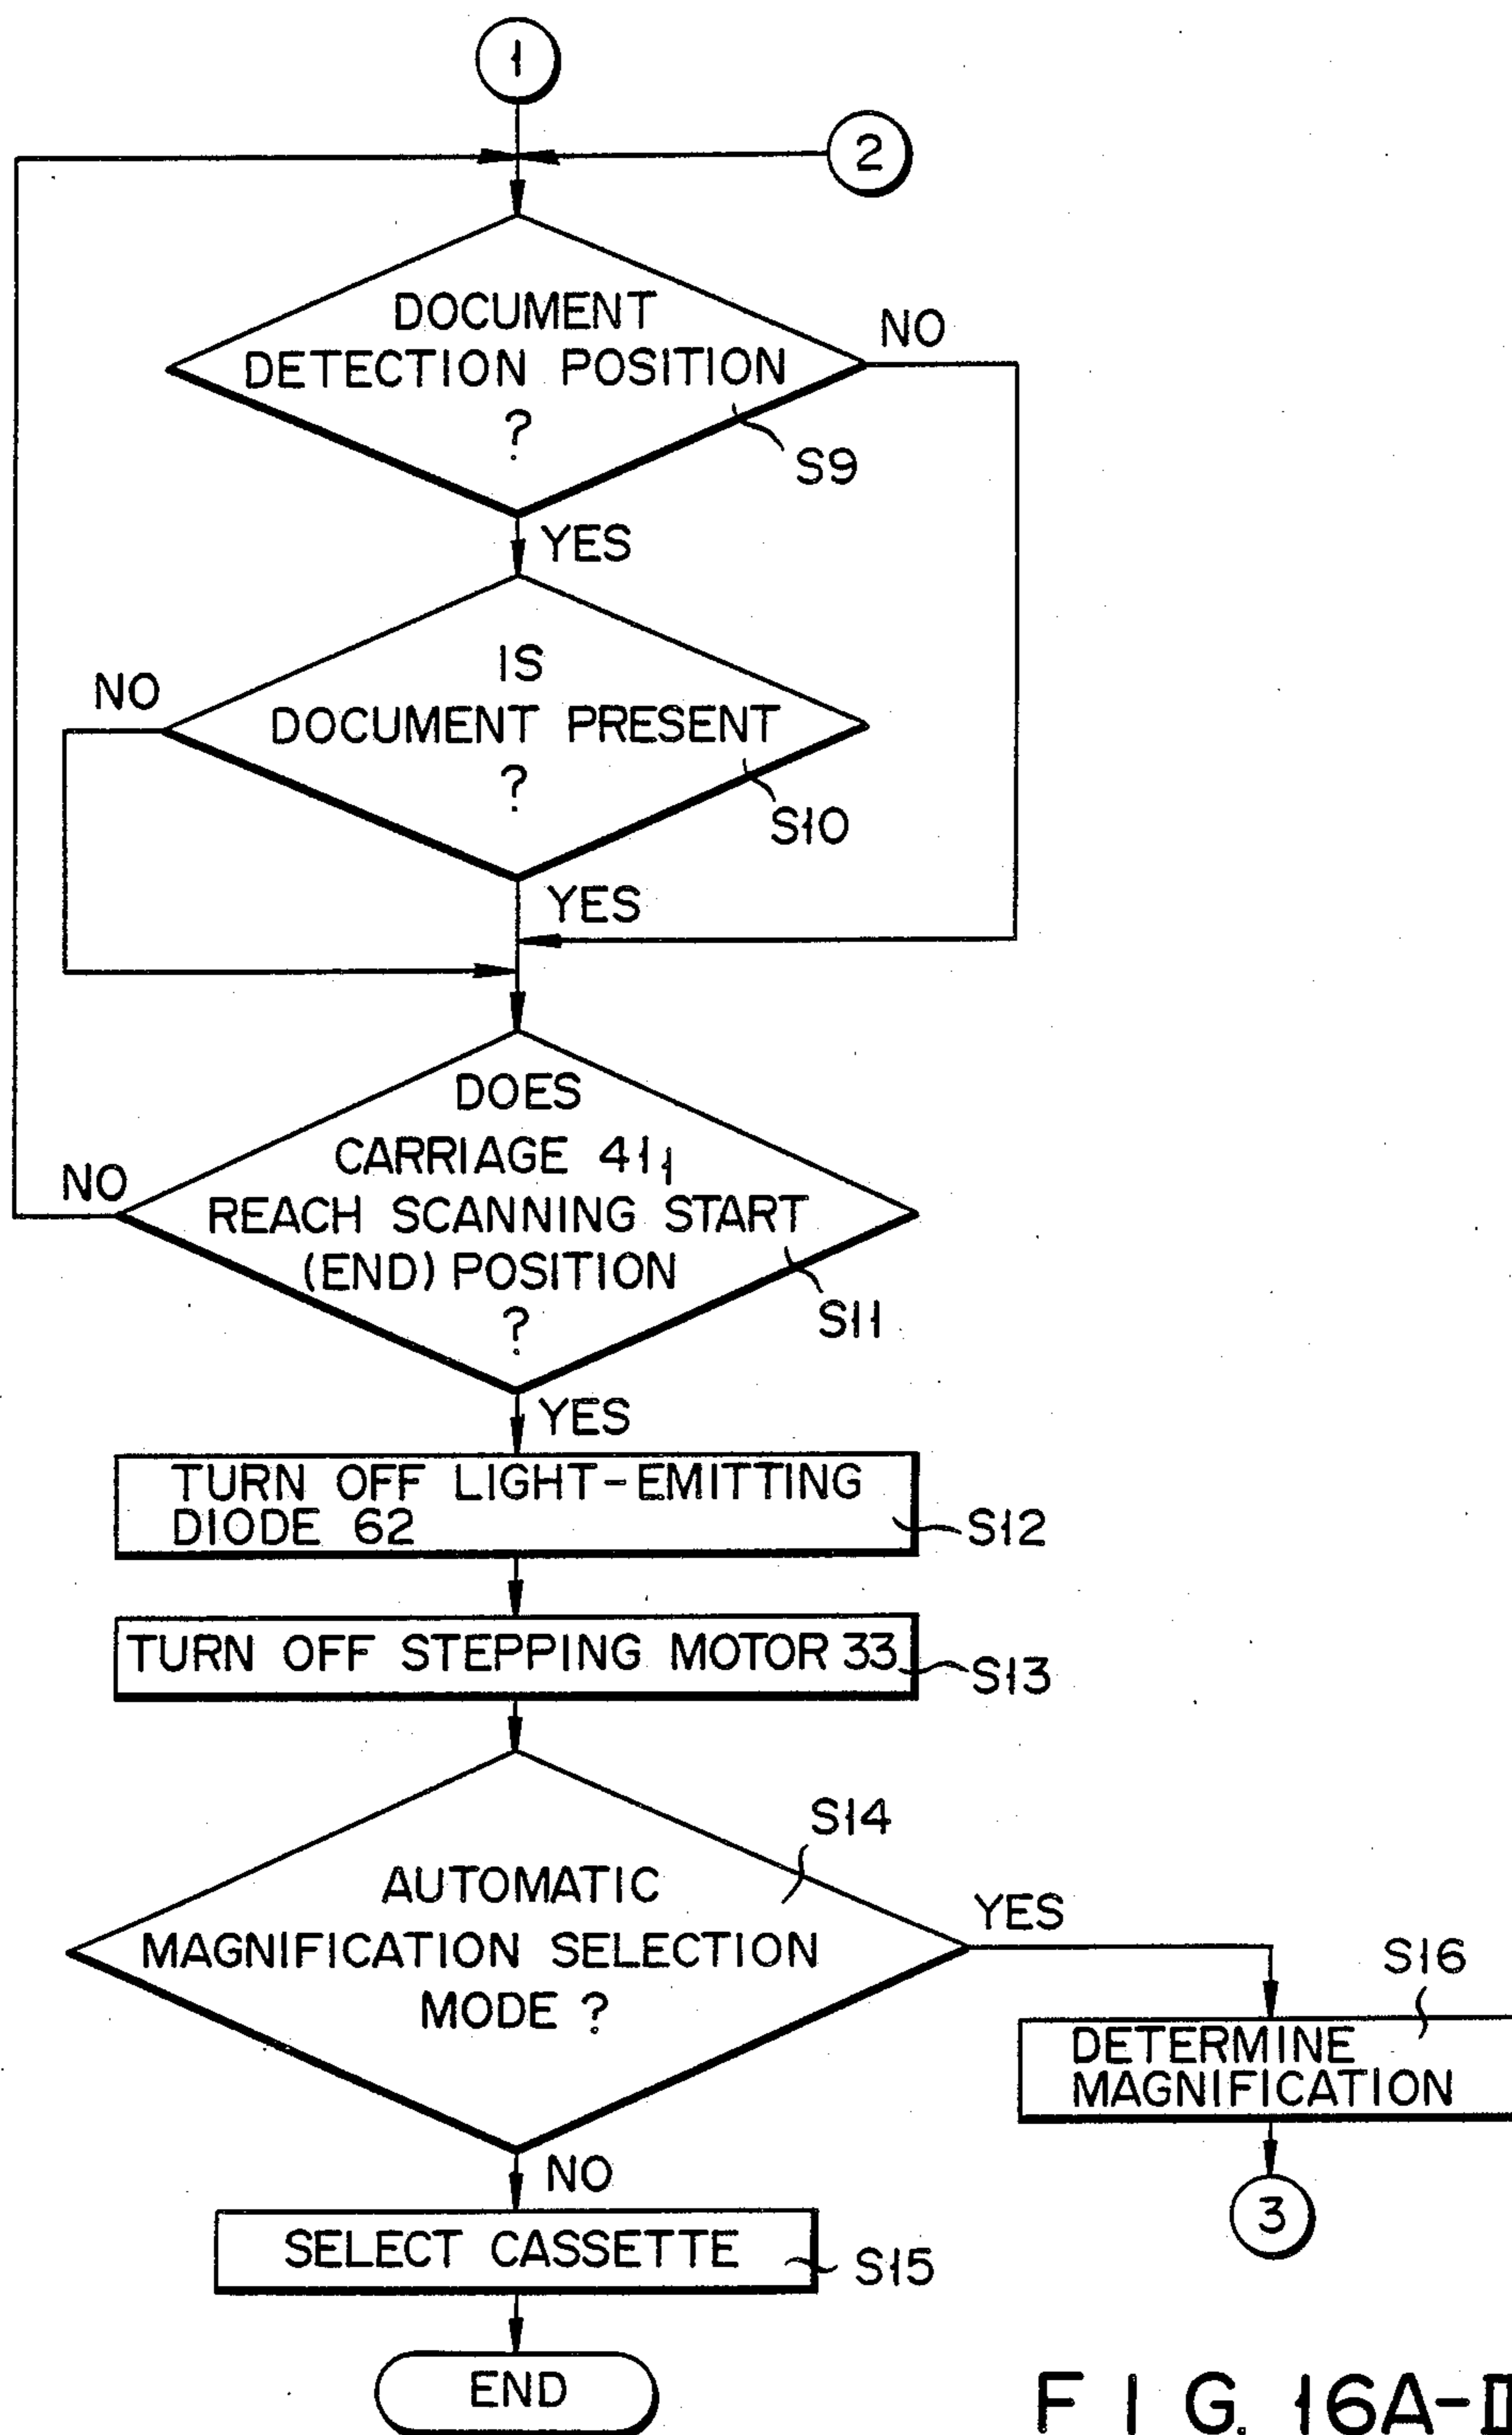 1
2
DOCUMENT
DETECTION POSITION
?
NO
S9
YES
IS
DOCUMENT PRESENT
?
NO
S10
YES
DOES
CARRIAGE 41₁
REACH SCANNING START
(END) POSITION
?
NO
S11
YES
TURN OFF LIGHT-EMITTING
DIODE 62
S12
TURN OFF STEPPING MOTOR 33
S13
S14
AUTOMATIC
MAGNIFICATION SELECTION
MODE ?
YES
S16
DETERMINE
MAGNIFICATION
NO
3
SELECT CASSETTE
S15
END
FIG. 16A-II